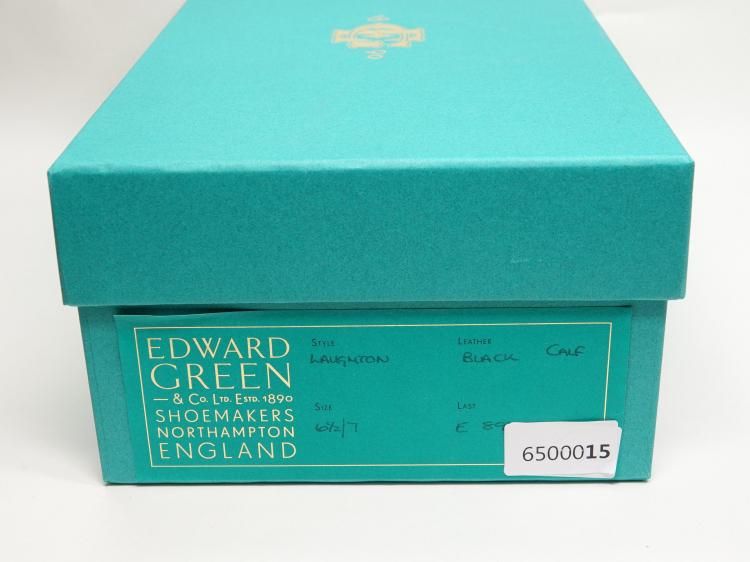 EDWARD
GREEN
— & Co. LTD. ESTD. 1890
SHOEMAKERS
NORTHAMPTON
ENGLAND
STYLE
LAUGHTON
LEATHER
BLACK CALF
SIZE
6½/7
LAST
E 89
6500015